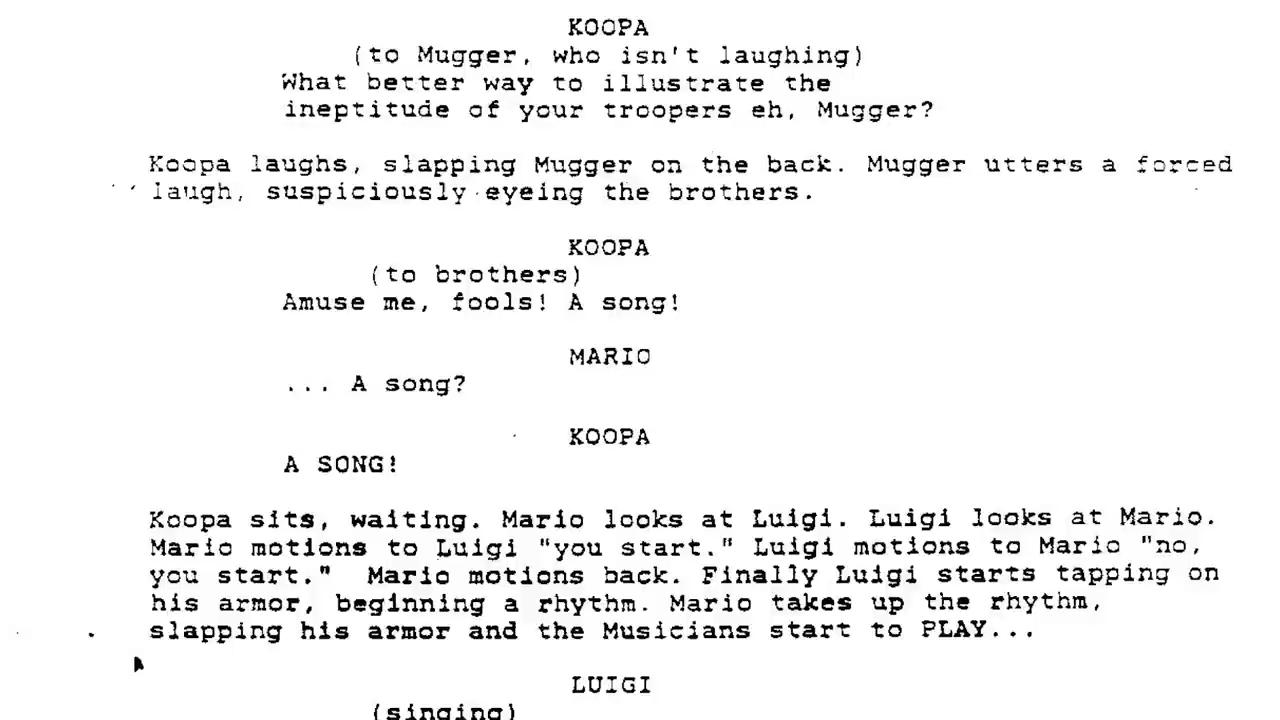 KOOPA
(to Mugger, who isn't laughing)
What better way to illustrate the
ineptitude of your troopers eh, Mugger?
Koopa laughs, slapping Mugger on the back. Mugger utters a forced
laugh, suspiciously eyeing the brothers.
KOOPA
(to brothers)
Amuse me, fools! A song!
MARIO
... A song?
KOOPA
A SONG!
Koopa sits, waiting. Mario looks at Luigi. Luigi looks at Mario.
Mario motions to Luigi "you start." Luigi motions to Mario "no,
you start." Mario motions back. Finally Luigi starts tapping on
his armor, beginning a rhythm. Mario takes up the rhythm,
slapping his armor and the Musicians start to PLAY...
LUIGI
(singing)